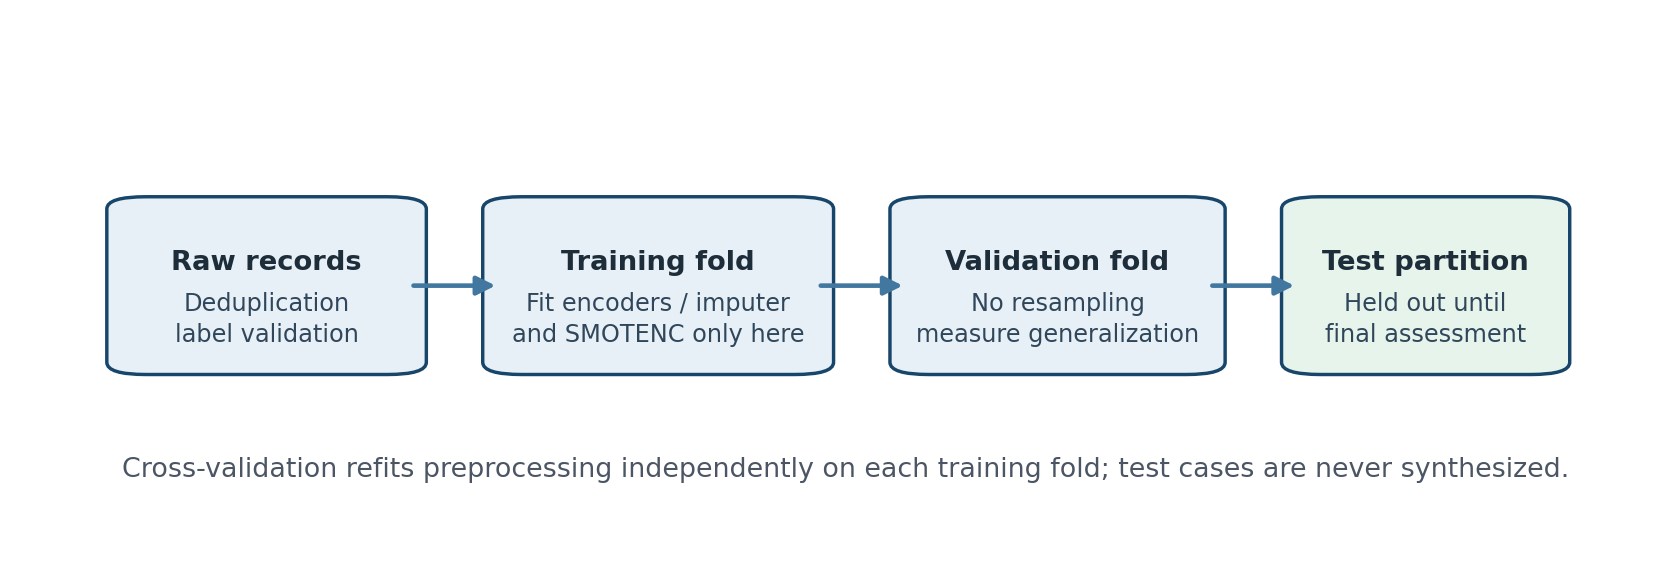 Raw records
Deduplication
label validation
Training fold
Fit encoders / imputer
and SMOTENC only here
Validation fold
No resampling
measure generalization
Test partition
Held out until
final assessment
Cross-validation refits preprocessing independently on each training fold; test cases are never synthesized.